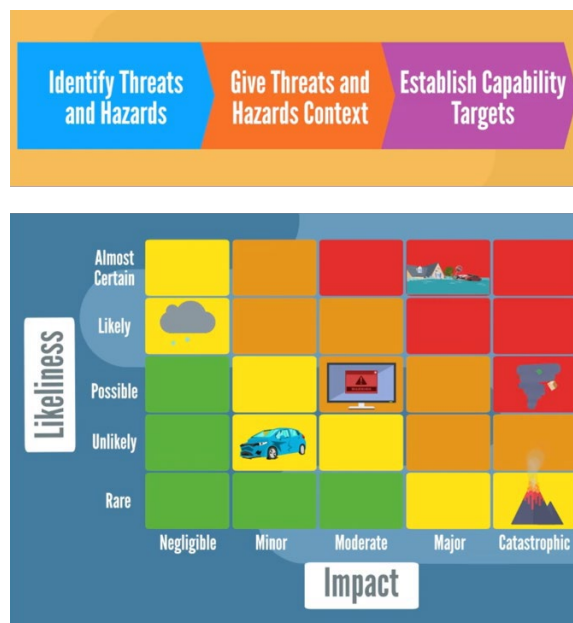 Identify Threats
and Hazards
Give Threats and
Hazards Context
Establish Capability
Targets
Almost
Certain
Likely
Possible
Unlikely
Rare
Likeliness
Negligible
Minor
Moderate
Major
Catastrophic
Impact